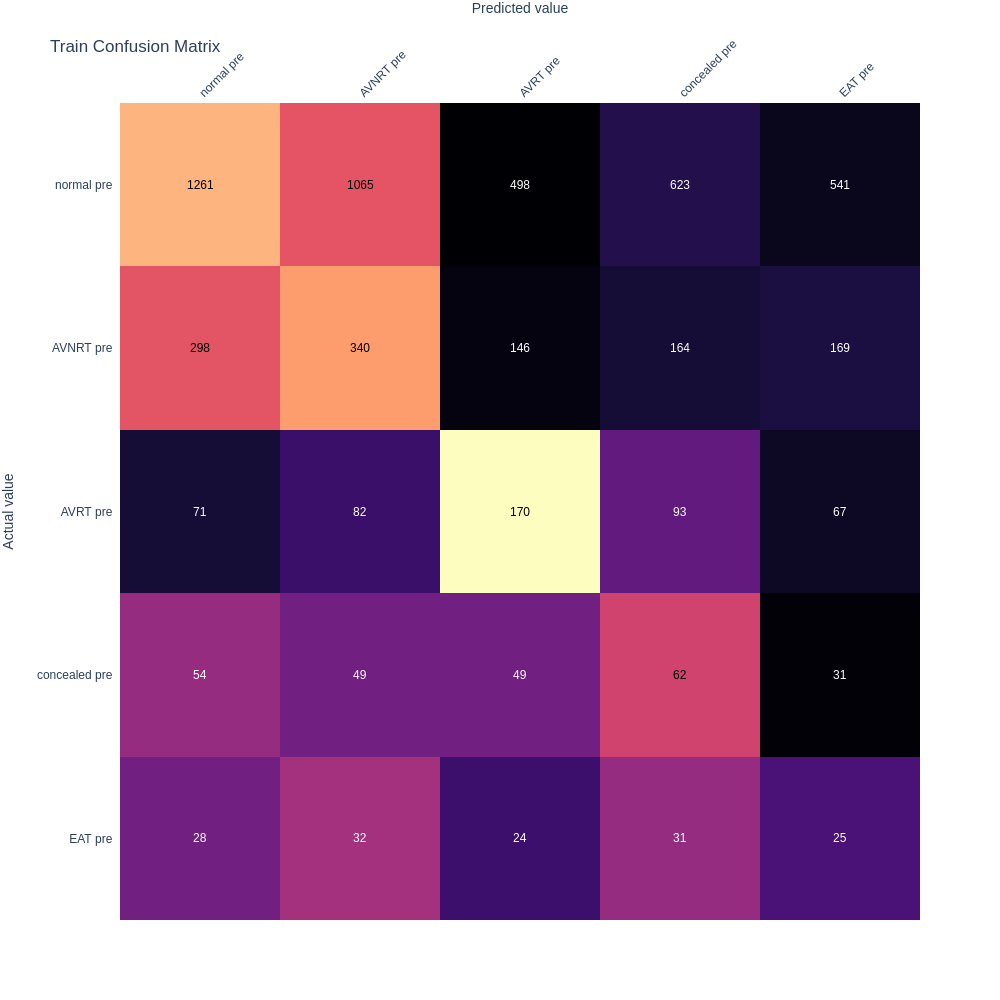 Predicted value
Train Confusion Matrix
normal pre AVNRT pre AVRT pre concealed pre EAT pre
normal pre 1261 1065 498 623 541
AVNRT pre 298 340 146 164 169
AVRT pre 71 82 170 93 67
Actual value
concealed pre 54 49 49 62 31
EAT pre 28 32 24 31 25